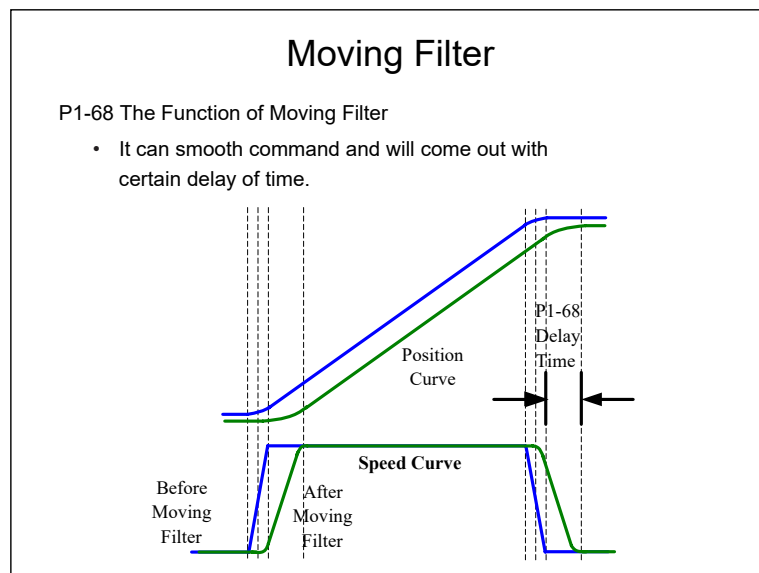 Moving Filter
P1-68 The Function of Moving Filter
• It can smooth command and will come out with
certain delay of time.
P1-68
Delay
Time
Position
Curve
Speed Curve
Before
Moving
Filter
After
Moving
Filter